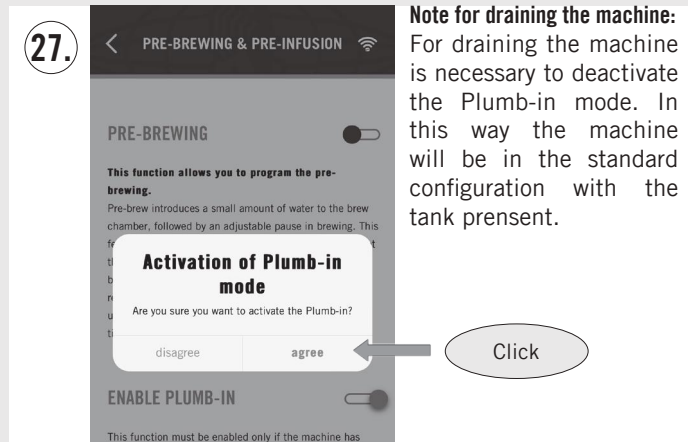 27.
PRE-BREWING & PRE-INFUSION
PRE-BREWING
This function allows you to program the pre-
brewing.
Pre-brew introduces a small amount of water to the brew
chamber, followed by an adjustable pause in brewing. This
Activation of Plumb-in
mode
Are you sure you want to activate the Plumb-in?
disagree agree
ENABLE PLUMB-IN
This function must be enabled only if the machine has
Note for draining the machine:
For draining the machine
is necessary to deactivate
the Plumb-in mode. In
this way the machine
will be in the standard
configuration with the
tank prensent.
Click